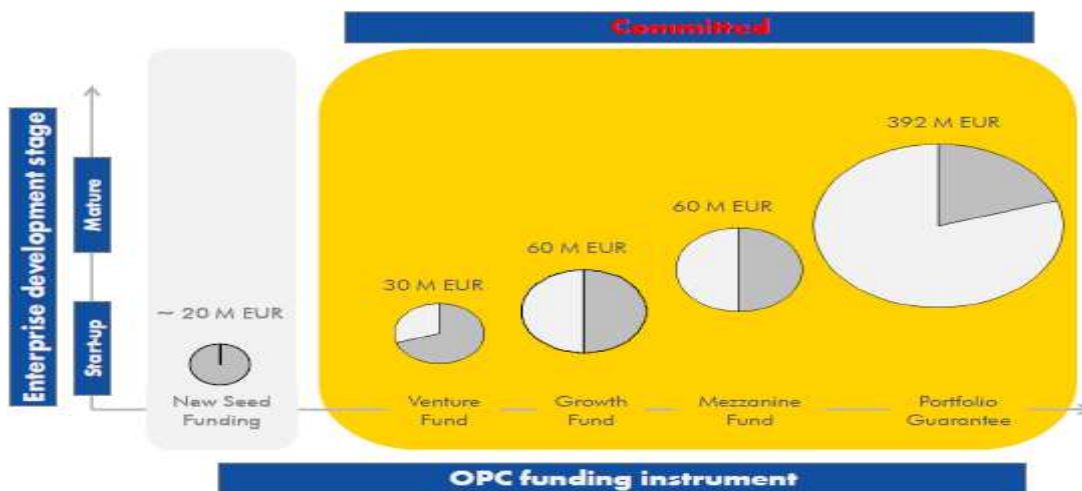 Committed
Enterprise development stage
Mature
Start-up
392 M EUR
60 M EUR
60 M EUR
30 M EUR
~ 20 M EUR
New Seed
Funding
Venture
Fund
Growth
Fund
Mezzanine
Fund
Portfolio
Guarantee
OPC funding instrument